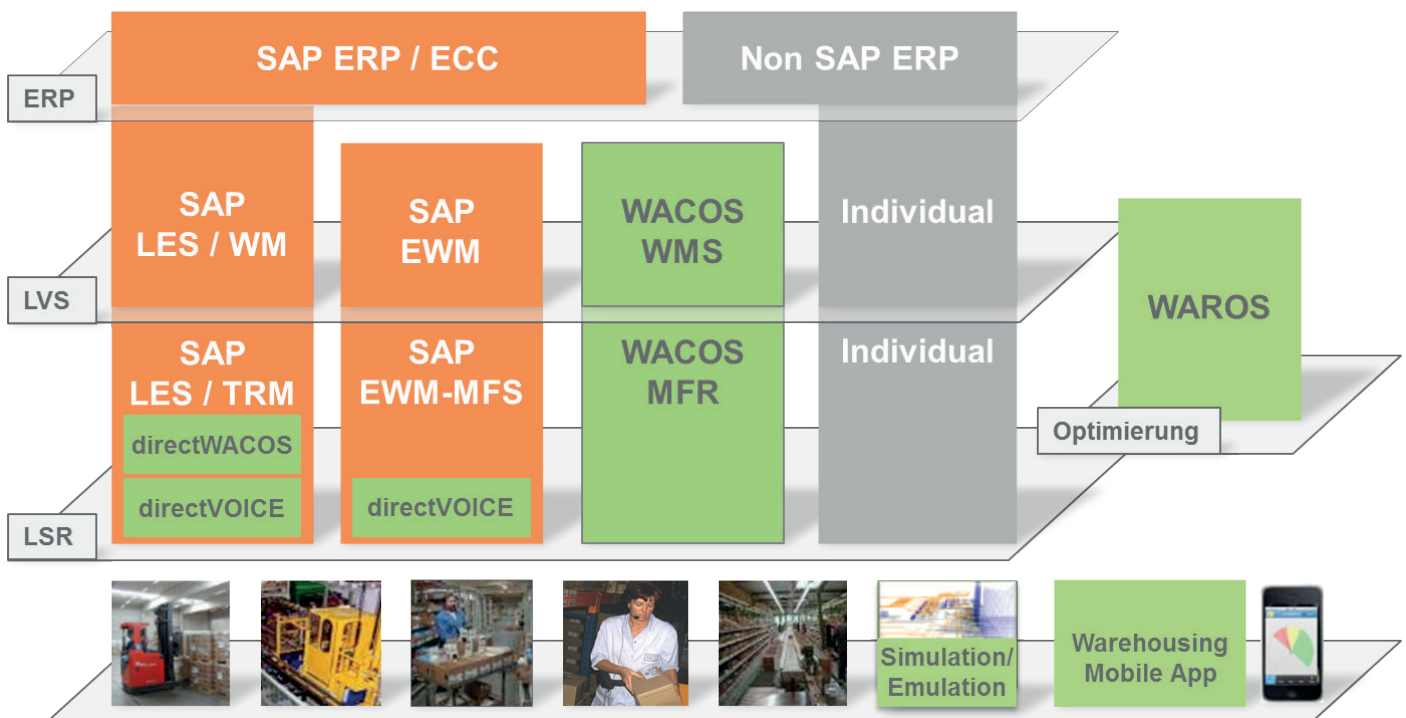 SAP ERP / ECC
Non SAP ERP
ERP
SAP
LES / WM
SAP
EWM
WACOS
WMS
Individual
LVS
WAROS
SAP
LES / TRM
SAP
EWM-MFS
WACOS
MFR
Individual
directWACOS
Optimierung
directVOICE
directVOICE
LSR
Simulation/
Emulation
Warehousing
Mobile App